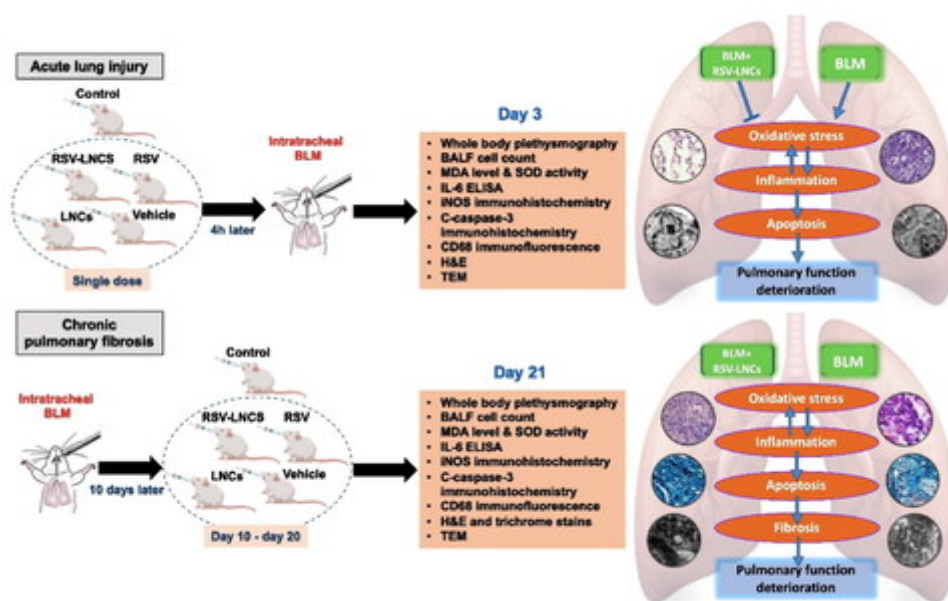 Acute lung injury
Control
RSV-LNCS
RSV
LNCs
Vehicle
Single dose
4h later
Intratracheal
BLM
Day 3
• Whole body plethysmography
• BALF cell count
• MDA level & SOD activity
• IL-6 ELISA
• iNOS immunohistochemistry
• C-caspase-3
immunohistochemistry
• CD68 immunofluorescence
• H&E
• TEM
BLM+
RSV-LNCs
BLM
Oxidative stress
Inflammation
Apoptosis
Pulmonary function
deterioration
Chronic
pulmonary fibrosis
Intratracheal
BLM
10 days later
Control
RSV-LNCS
RSV
LNCs
Vehicle
Day 10 - day 20
Day 21
• Whole body plethysmography
• BALF cell count
• MDA level & SOD activity
• IL-6 ELISA
• iNOS immunohistochemistry
• C-caspase-3
immunohistochemistry
• CD68 immunofluorescence
• H&E and trichrome stains
• TEM
BLM+
RSV-LNCs
BLM
Oxidative stress
Inflammation
Apoptosis
Fibrosis
Pulmonary function
deterioration